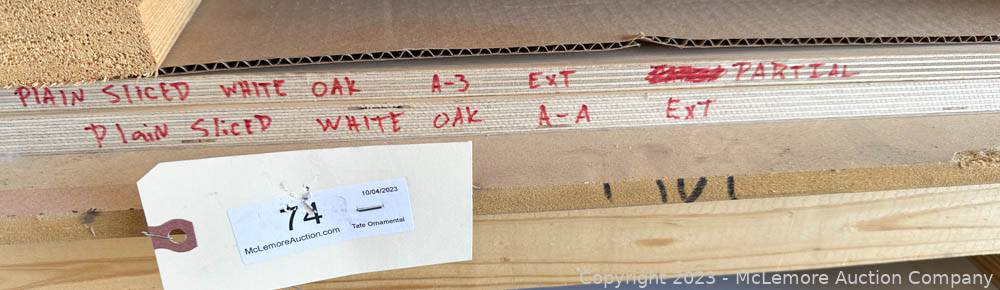 PLAIN SLICED WHITE OAK A-3 EXT PARTIAL
PlAiN SliCED WHITE OAK A-A EXT
10/04/2023
74
Tate Ornamental
McLemoreAuction.com
Copyright 2023 - McLemore Auction Company